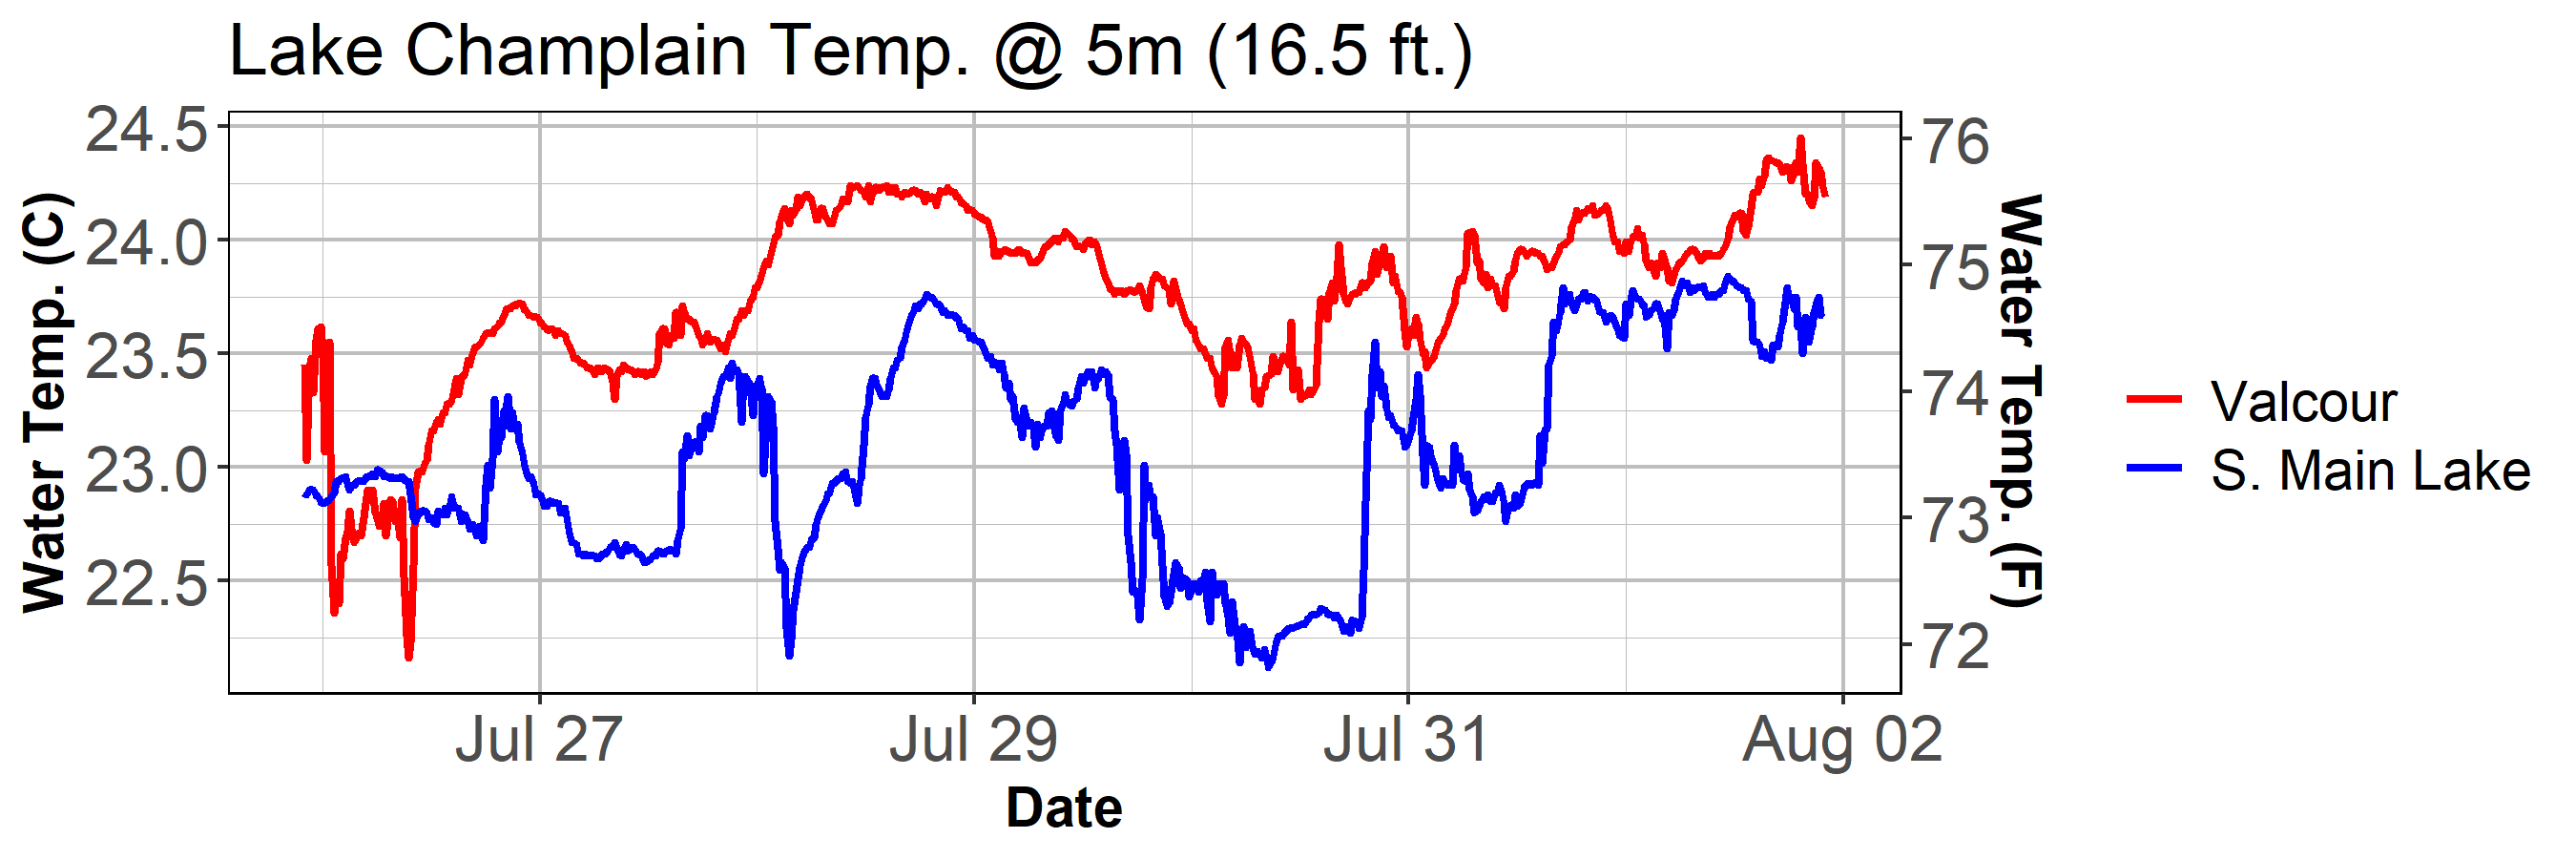 Lake Champlain Temp. @ 5m (16.5 ft.)
Water Temp. (C)
24.5
24.0
23.5
23.0
22.5
76
75
74
73
72
Water Temp. (F)
Jul 27
Jul 29
Jul 31
Aug 02
Date
Valcour
S. Main Lake